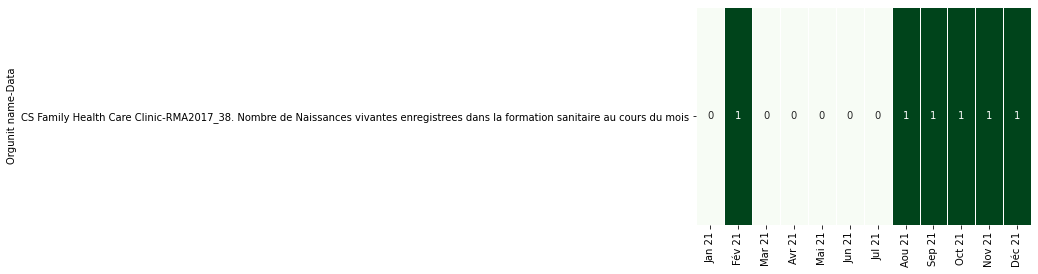 Orgunit name-Data
CS Family Health Care Clinic-RMA2017_38. Nombre de Naissances vivantes enregistrees dans la formation sanitaire au cours du mois
0 1 0 0 0 0 0 1 1 1 1 1
Jan 21 Fév 21 Mar 21 Avr 21 Mai 21 Jun 21 Jul 21 Aou 21 Sep 21 Oct 21 Nov 21 Déc 21